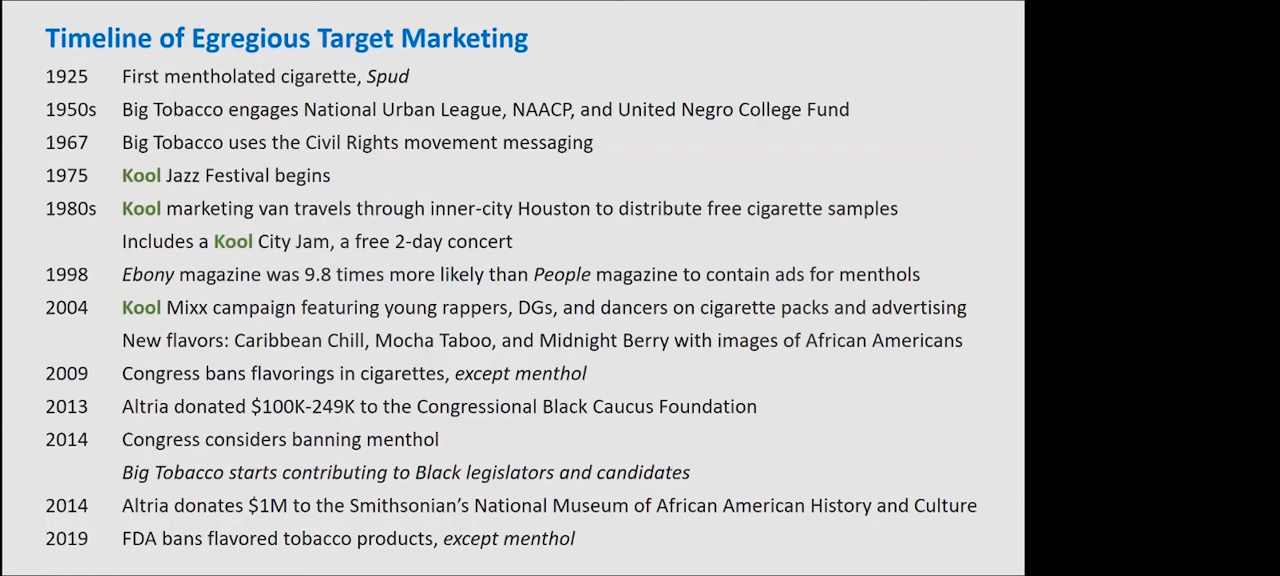 Timeline of Egregious Target Marketing
1925 First mentholated cigarette, Spud
1950s Big Tobacco engages National Urban League, NAACP, and United Negro College Fund
1967 Big Tobacco uses the Civil Rights movement messaging
1975 Kool Jazz Festival begins
1980s Kool marketing van travels through inner-city Houston to distribute free cigarette samples
Includes a Kool City Jam, a free 2-day concert
1998 Ebony magazine was 9.8 times more likely than People magazine to contain ads for menthols
2004 Kool Mixx campaign featuring young rappers, DGs, and dancers on cigarette packs and advertising
New flavors: Caribbean Chill, Mocha Taboo, and Midnight Berry with images of African Americans
2009 Congress bans flavorings in cigarettes, except menthol
2013 Altria donated $100K-249K to the Congressional Black Caucus Foundation
2014 Congress considers banning menthol
Big Tobacco starts contributing to Black legislators and candidates
2014 Altria donates $1M to the Smithsonian’s National Museum of African American History and Culture
2019 FDA bans flavored tobacco products, except menthol